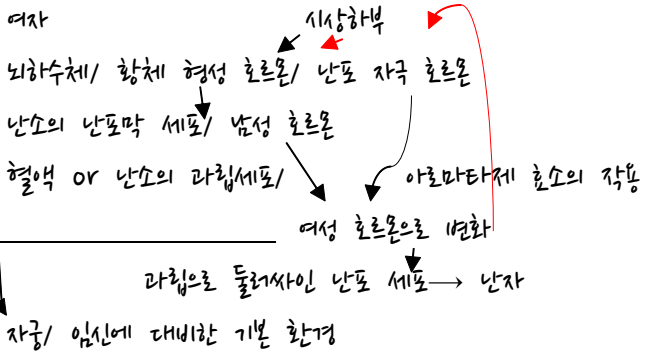 여자
시상하부
뇌하수체/ 황체 형성 호르몬/ 난포 자극 호르몬
난소의 난포막 세포/ 남성 호르몬
혈액 or 난소의 과립세포/ 아로마타제 효소의 작용
여성 호르몬으로 변화
과립으로 둘러싸인 난포 세포 → 난자
자궁/ 임신에 대비한 기본 환경